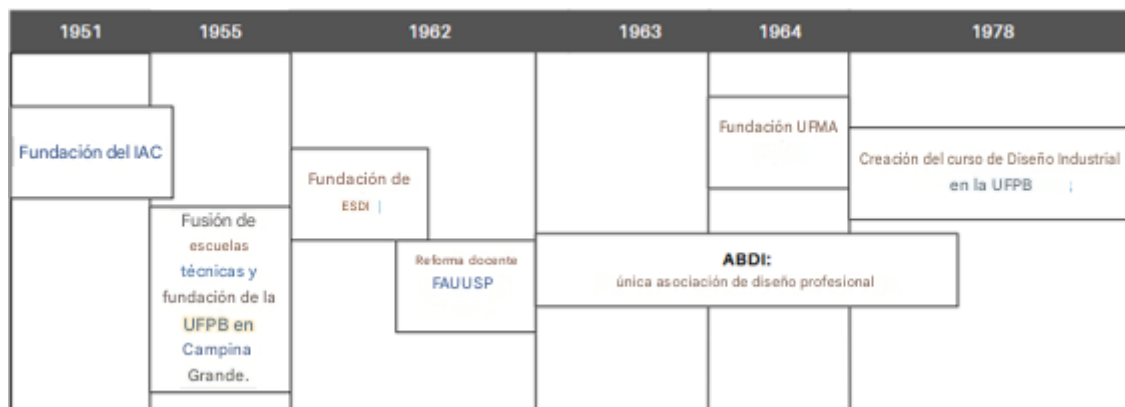 1951 1955 1962 1963 1964 1978
Fundación del IAC
Fusión de
escuelas
técnicas y
fundación de la
UFPB en
Campina
Grande.
Fundación de
ESDI
Reforma docente
FAUUSP
ABDI:
única asociación de diseño profesional
Fundación UFMA
Creación del curso de Diseño Industrial
en la UFPB